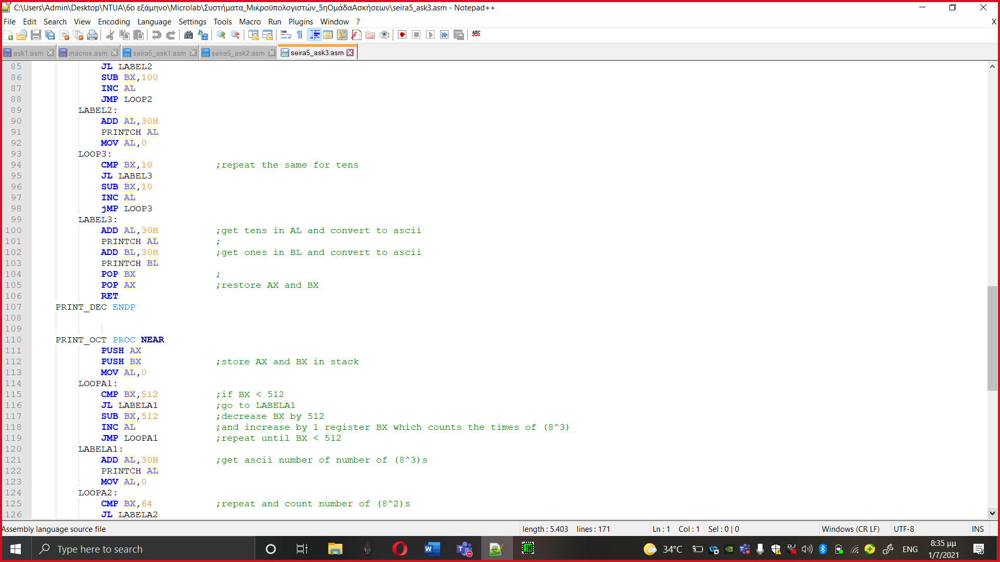 C:\Users\Admin\Desktop\NTUA\6ο εξάμηνο\Microlab\Συστήματα_Μικροϋπολογιστών_5ηΟμάδαΑσκήσεων\seira5_ask3.asm - Notepad++
File Edit Search View Encoding Language Settings Tools Macro Run Plugins Window ? X
ask1.asm macros.asm seira5_ask1.asm seira5_ask2.asm seira5_ask3.asm
85 JL LABEL2
86 SUB BX,100
87 INC AL
88 JMP LOOP2
89 LABEL2:
90 ADD AL,30H
91 PRINTCH AL
92 MOV AL,0
93 LOOP3:
94 CMP BX,10 ;repeat the same for tens
95 JL LABEL3
96 SUB BX,10
97 INC AL
98 jMP LOOP3
99 LABEL3:
100 ADD AL,30H ;get tens in AL and convert to ascii
101 PRINTCH AL ;
102 ADD BL,30H ;get ones in BL and convert to ascii
103 PRINTCH BL
104 POP BX ;
105 POP AX ;restore AX and BX
106 RET
107 PRINT_DEC ENDP
108
109
110 PRINT_OCT PROC NEAR
111 PUSH AX
112 PUSH BX ;store AX and BX in stack
113 MOV AL,0
114 LOOPA1:
115 CMP BX,512 ;if BX < 512
116 JL LABELA1 ;go to LABELA1
117 SUB BX,512 ;decrease BX by 512
118 INC AL ;and increase by 1 register BX which counts the times of (8^3)
119 JMP LOOPA1 ;repeat until BX < 512
120 LABELA1:
121 ADD AL,30H ;get ascii number of number of (8^3)s
122 PRINTCH AL
123 MOV AL,0
124 LOOPA2:
125 CMP BX,64 ;repeat and count number of (8^2)s
126 JL LABELA2
Assembly language source file length : 5.403 lines : 171 Ln : 1 Col : 1 Sel : 0 | 0 Windows (CR LF) UTF-8 INS
Type here to search 34°C ENG 8:35 μμ
1/7/2021